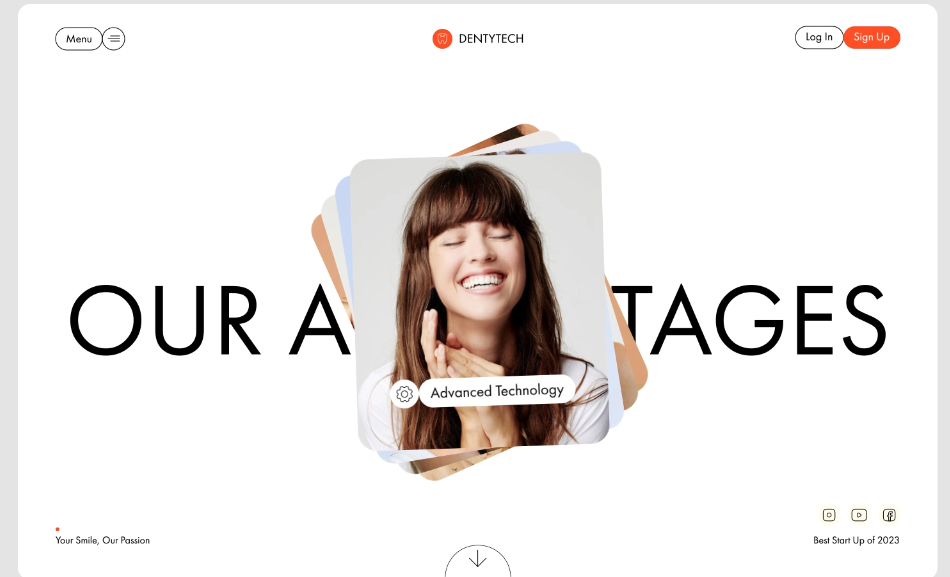 Menu
DENTYTECH
Log In
Sign Up
OUR A TAGES
Advanced Technology
Your Smile, Our Passion
Best Start Up of 2023